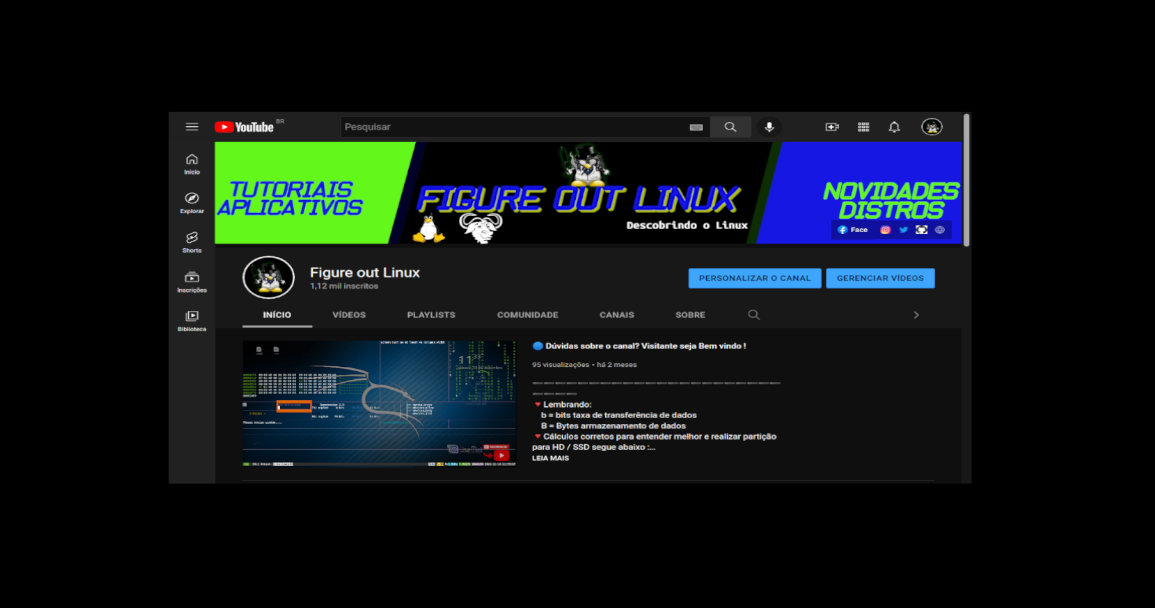 YouTube BR
Pesquisar
Início
Explorar
Shorts
Inscrições
Biblioteca
TUTORIAIS
APLICATIVOS
FIGURE OUT LINUX
Descobrindo o Linux
NOVIDADES
DISTROS
Face
Figure out Linux
1,12 mil inscritos
PERSONALIZAR O CANAL
GERENCIAR VÍDEOS
INÍCIO VÍDEOS PLAYLISTS COMUNIDADE CANAIS SOBRE
Dúvidas sobre o canal? Visitante seja Bem vindo !
95 visualizações • há 2 meses
Lembrando:
b = bits taxa de transferência de dados
B = Bytes armazenamento de dados
Cálculos corretos para entender melhor e realizar partição
para HD / SSD segue abaixo :...
LEIA MAIS